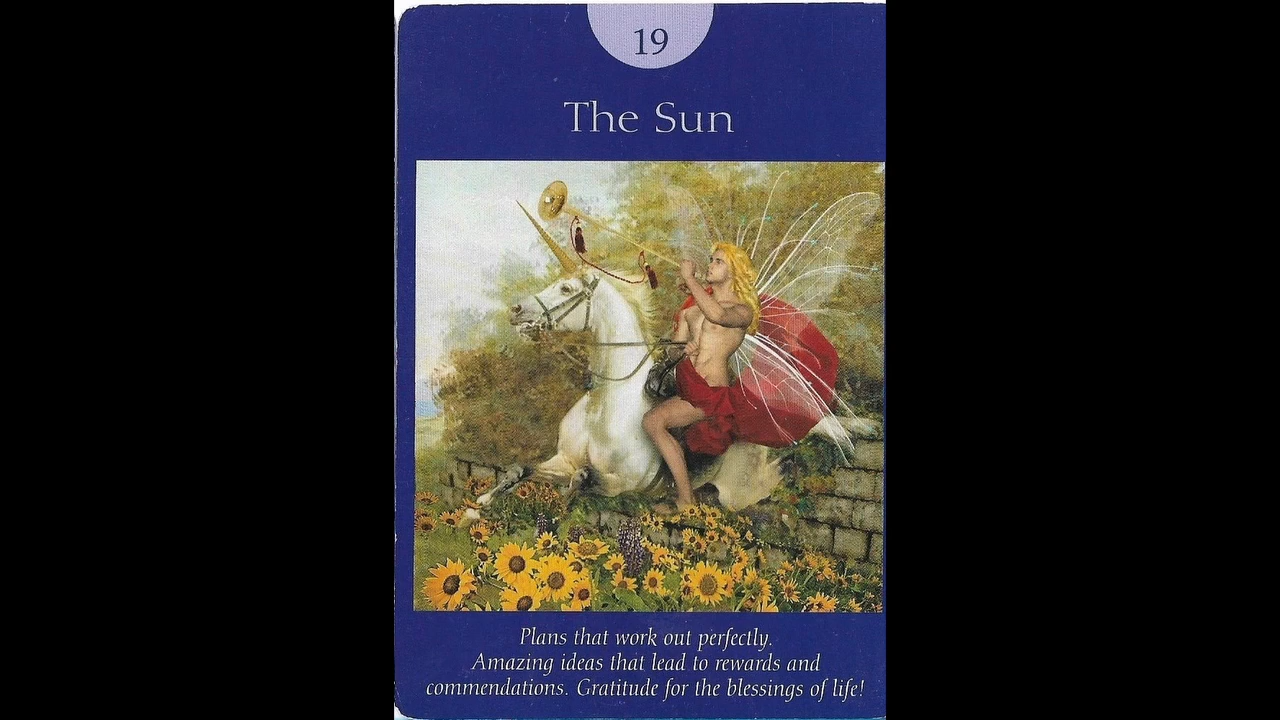 19
The Sun
Plans that work out perfectly.
Amazing ideas that lead to rewards and
commendations. Gratitude for the blessings of life!